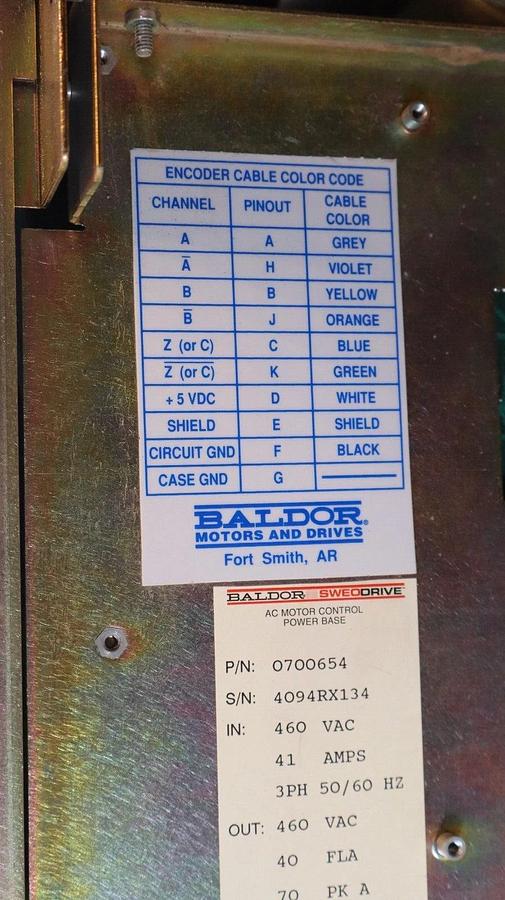 ENCODER CABLE COLOR CODE
CHANNEL PINOUT CABLE COLOR
A A GREY
A̅ H VIOLET
B B YELLOW
B̅ J ORANGE
Z (or C) C BLUE
Z̅ ̅(̅o̅r̅ ̅C̅)̅ K GREEN
+ 5 VDC D WHITE
SHIELD E SHIELD
CIRCUIT GND F BLACK
CASE GND G ———
BALDOR®
MOTORS AND DRIVES
Fort Smith, AR
BALDOR SWEODRIVE™
AC MOTOR CONTROL
POWER BASE
P/N: 0700654
S/N: 4094RX134
IN: 460 VAC
41 AMPS
3PH 50/60 HZ
OUT: 460 VAC
40 FLA
70 PK A